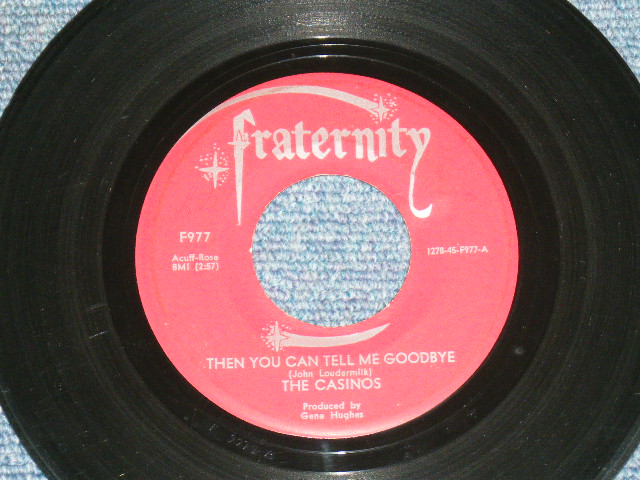 Fraternity
F977
Acuff-Rose
BMI (2:57)
1278-45-F977-A
THEN YOU CAN TELL ME GOODBYE
(John Loudermilk)
THE CASINOS
Produced by
Gene Hughes